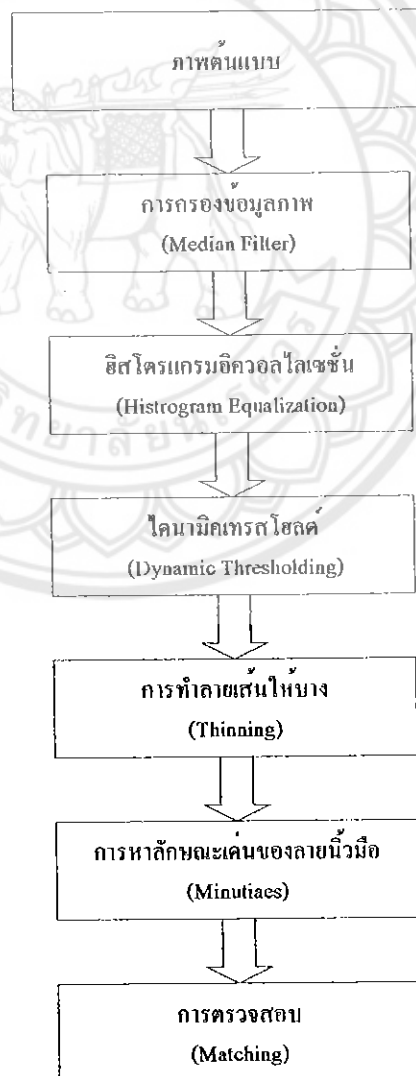 ภาพต้นแบบ
การกรองข้อมูลภาพ
(Median Filter)
ฮิสโตรแกรมอิควอลไลเซชั่น
(Histrogram Equalization)
ไดนามิคเทรสโฮลด์
(Dynamic Thresholding)
การทำลายเส้นให้บาง
(Thinning)
การหาลักษณะเด่นของลายนิ้วมือ
(Minutiaes)
การตรวจสอบ
(Matching)